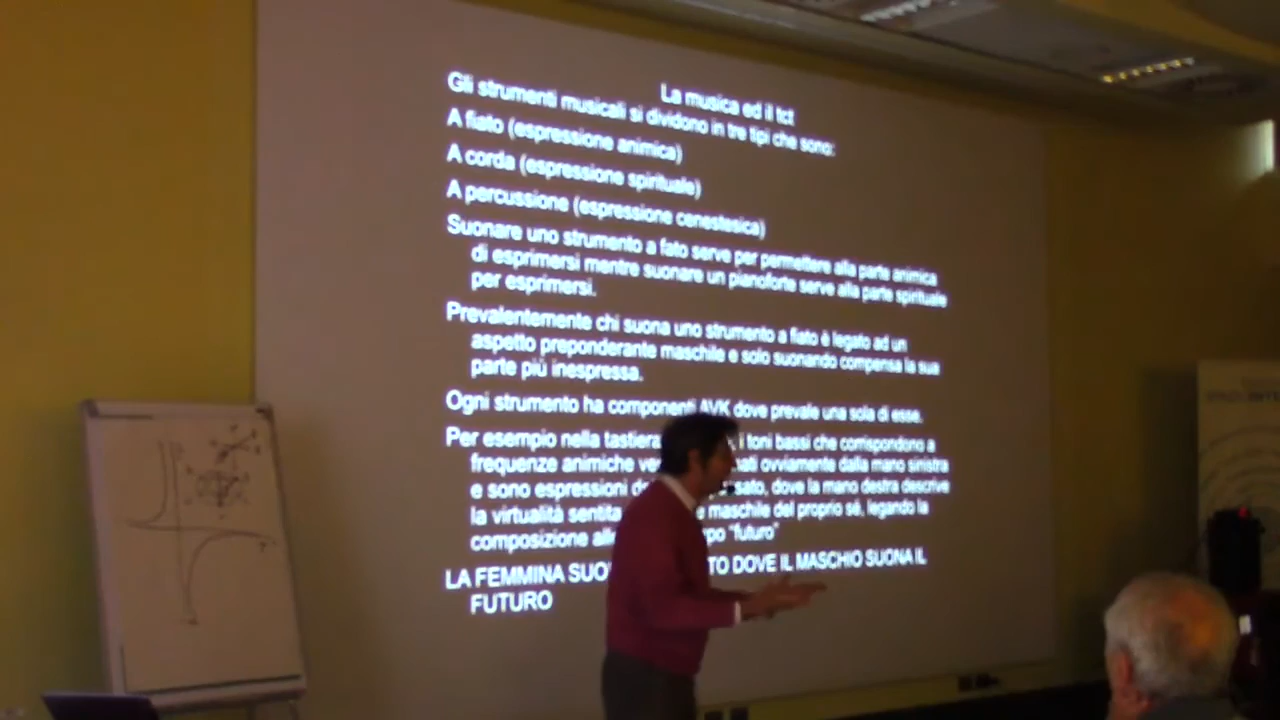 La musica ed il tct
Gli strumenti musicali si dividono in tre tipi che sono:
A fiato (espressione animica)
A corda (espressione spirituale)
A percussione (espressione cenestesica)
Suonare uno strumento a fato serve per permettere alla parte animica
di esprimersi mentre suonare un pianoforte serve alla parte spirituale
per esprimersi.
Prevalentemente chi suona uno strumento a fiato è legato ad un
aspetto preponderante maschile e solo suonando compensa la sua
parte più inespressa.
Ogni strumento ha componenti AVK dove prevale una sola di esse.
Per esempio nella tastiera i toni bassi che corrispondono a
frequenze animiche ovviamente dalla mano sinistra
e sono espressioni dove la mano destra descrive
la virtualità sentita maschile del proprio sé, legando la
composizione "futuro"
LA FEMMINA DOVE IL MASCHIO SUONA IL
FUTURO